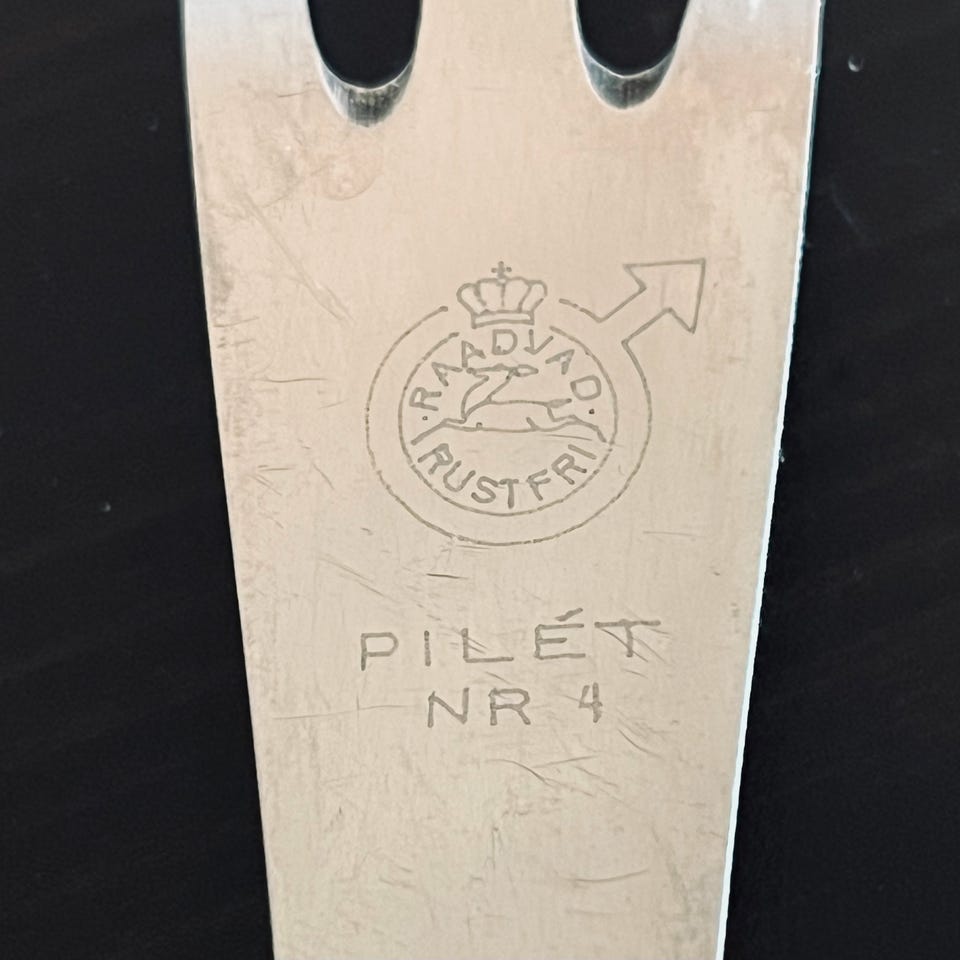 · RAADVAD ·
RUSTFRI
PILÉT
NR 4